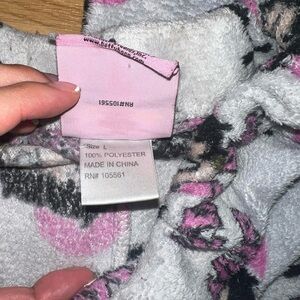 RN#105561
Size L
100% POLYESTER
MADE IN CHINA
RN# 105561